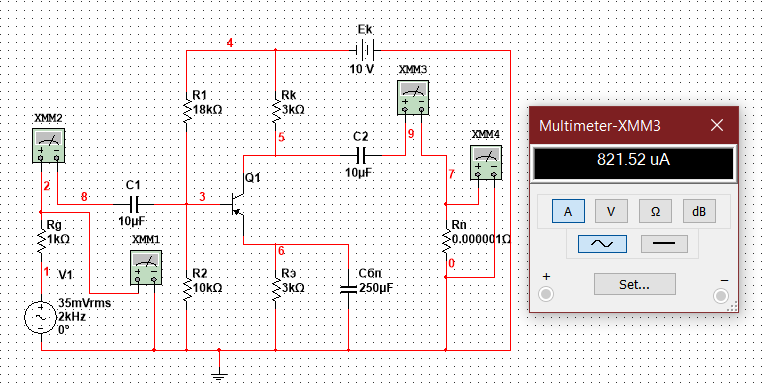 Ek
10 V
4
XMM3
R1
18kΩ
Rk
3kΩ
XMM2
5
C2
10µF
9
XMM4
2
8
C1
10µF
3
Q1
7
Rg
1kΩ
XMM1
6
Rn
0.000001Ω
0
1
V1
35mVrms
2kHz
0°
R2
10kΩ
Rэ
3kΩ
Cбп
250µF
Multimeter-XMM3
821.52 uA
A
V
Ω
dB
+
Set...
−